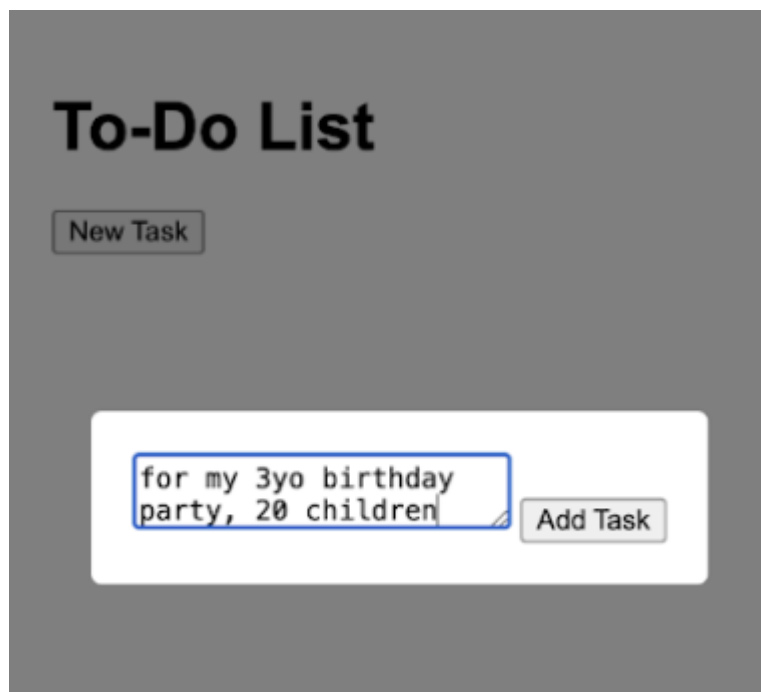 To-Do List
New Task
for my 3yo birthday
party, 20 children
Add Task